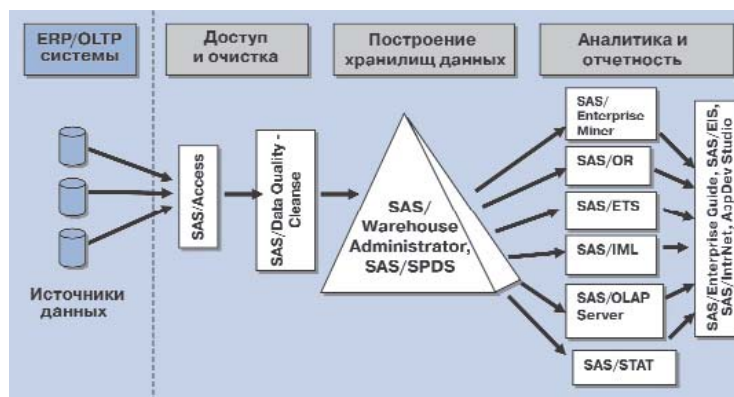 ERP/OLTP
системы
Доступ
и очистка
Построение
хранилищ данных
Аналитика и
отчетность
Источники
данных
SAS/Access
SAS/Data Quality -
Cleanse
SAS/
Warehouse
Administrator,
SAS/SPDS
SAS/
Enterprise
Miner
SAS/OR
SAS/ETS
SAS/IML
SAS/OLAP
Server
SAS/STAT
SAS/Enterprise Guide, SAS/EIS,
SAS/IntrNet, AppDev Studio